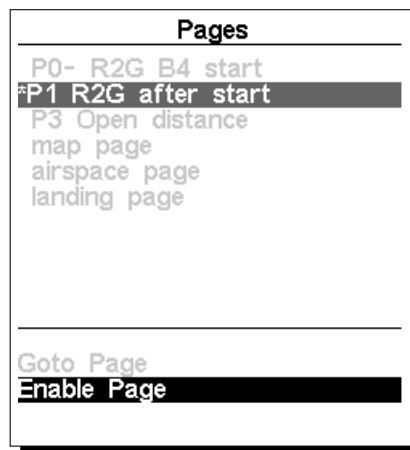 Pages
P0- R2G B4 start
*P1 R2G after start
P3 Open distance
map page
airspace page
landing page
Goto Page
Enable Page